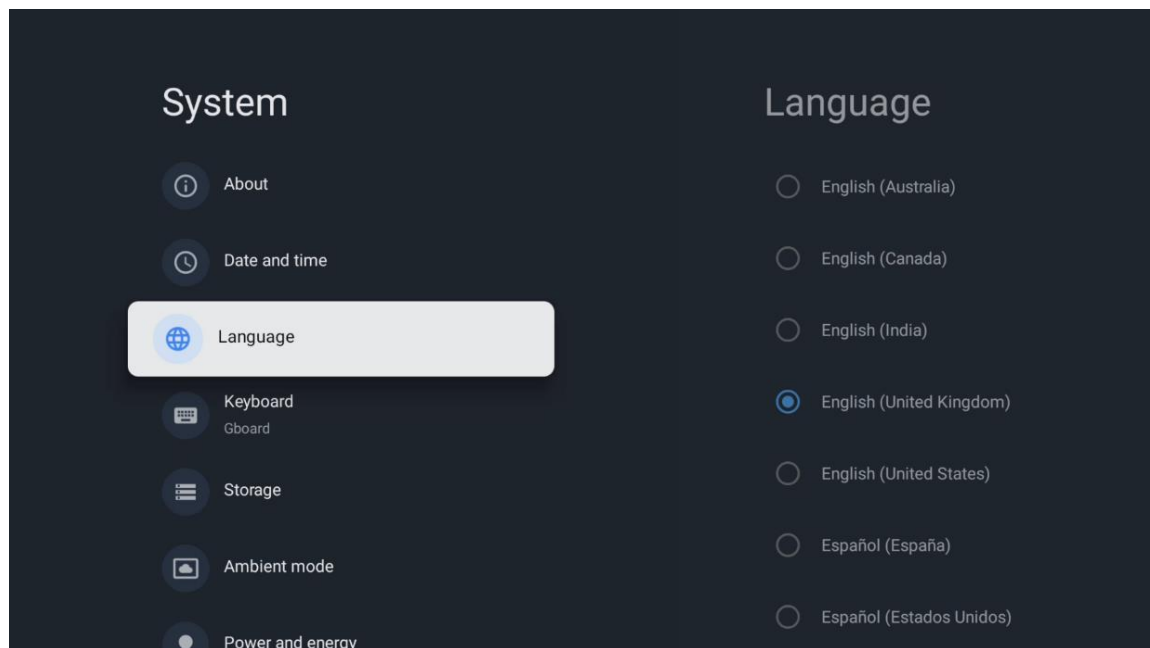 System
About
Date and time
Language
Keyboard
Gboard
Storage
Ambient mode
Power and energy
Language
English (Australia)
English (Canada)
English (India)
English (United Kingdom)
English (United States)
Español (España)
Español (Estados Unidos)